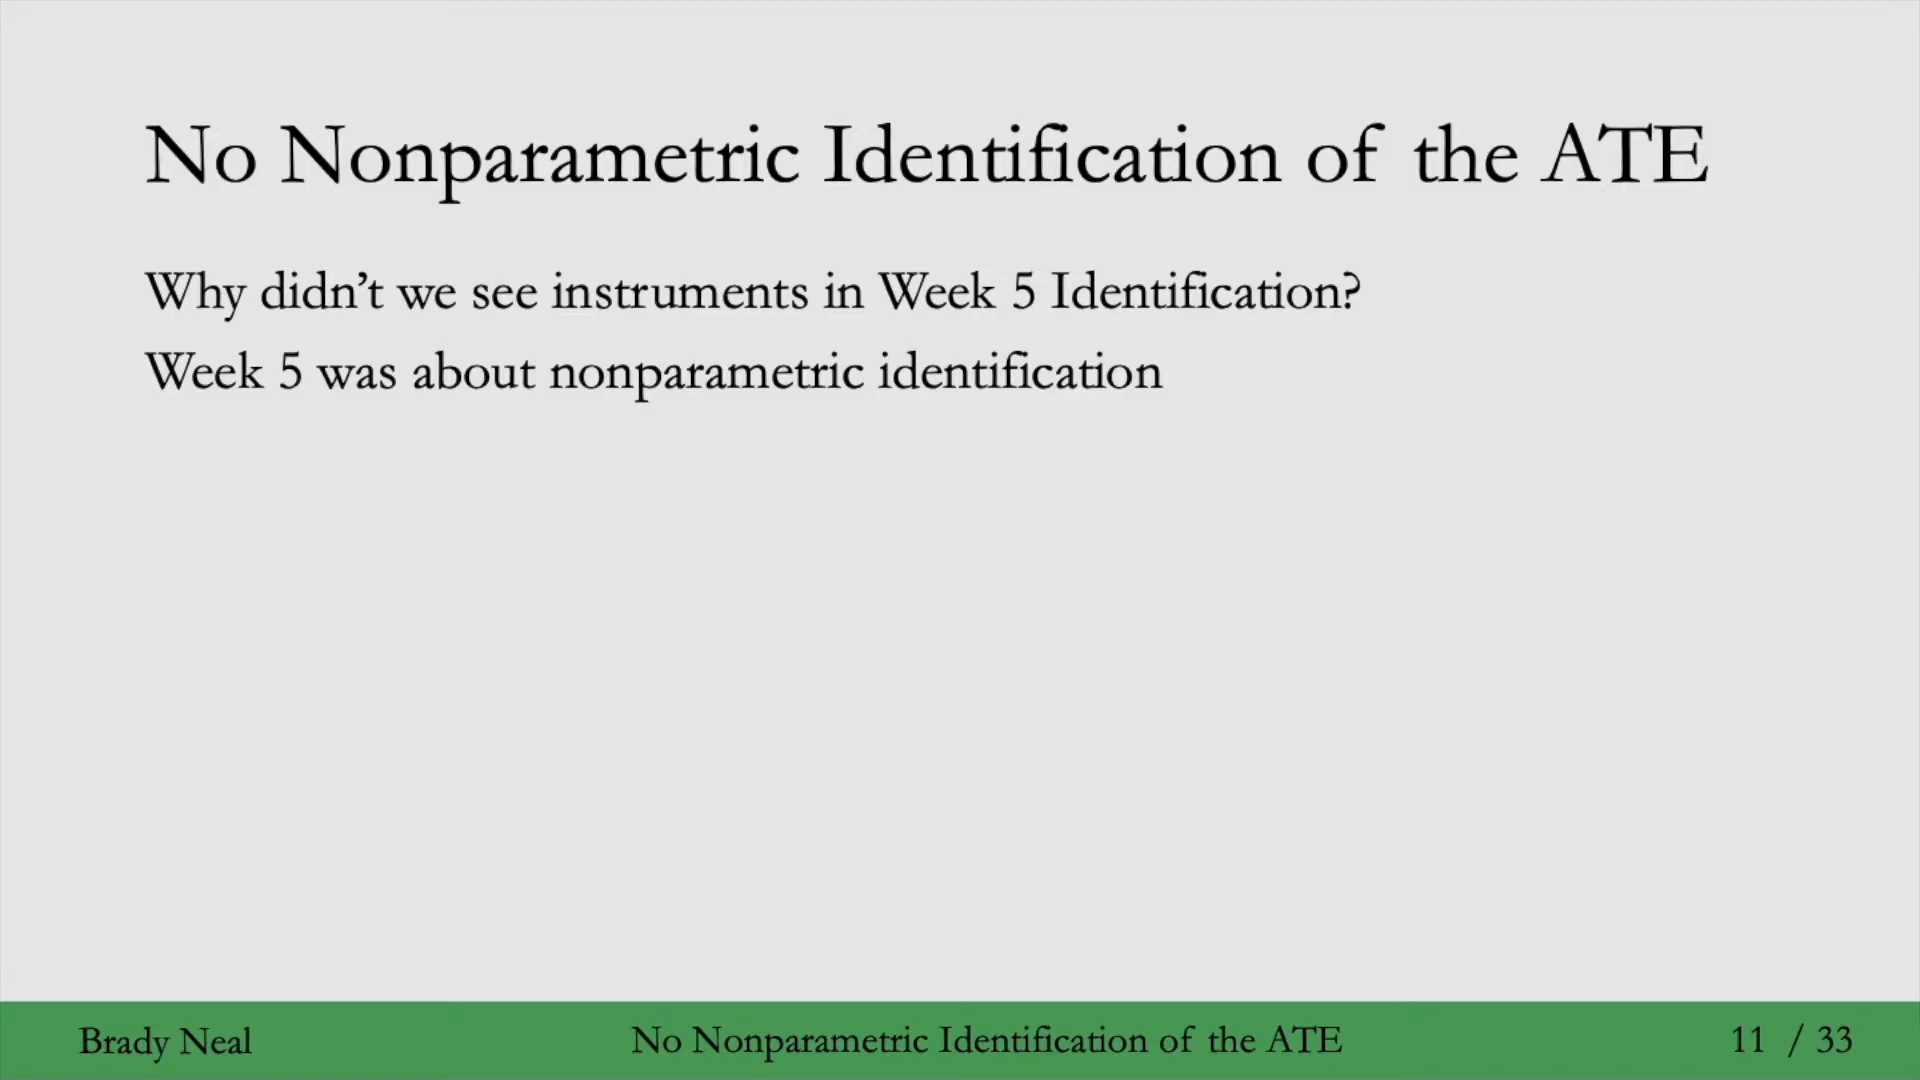 No Nonparametric Identification of the ATE
Why didn’t we see instruments in Week 5 Identification?
Week 5 was about nonparametric identification
Brady Neal
No Nonparametric Identification of the ATE
11 / 33